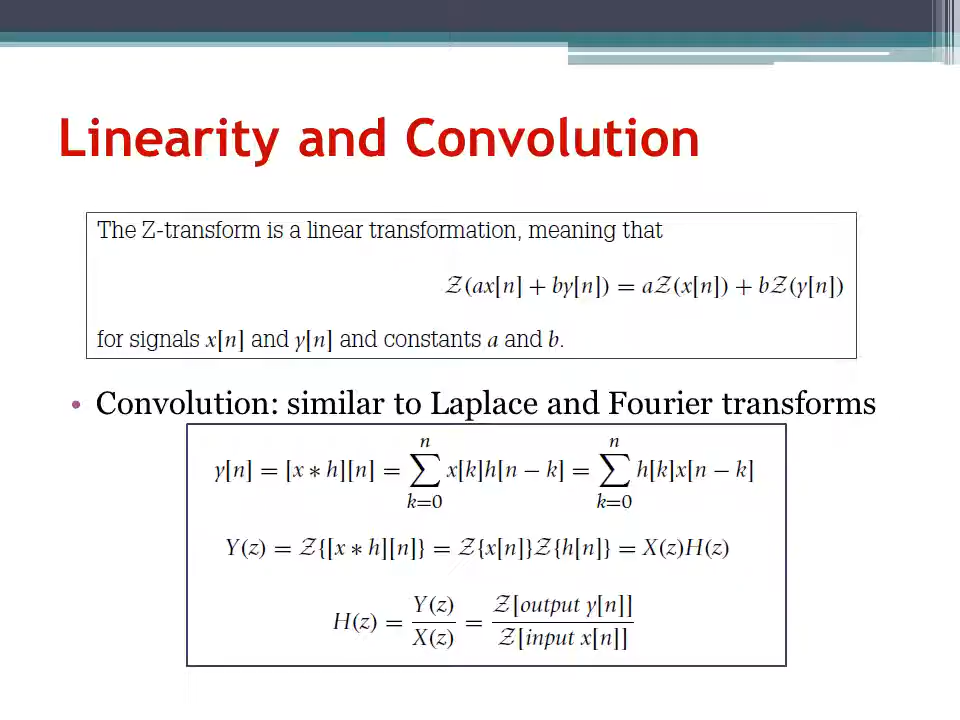 Linearity and Convolution
The Z-transform is a linear transformation, meaning that
𝒵(ax[n] + by[n]) = a𝒵(x[n]) + b𝒵(y[n])
for signals x[n] and y[n] and constants a and b.
• Convolution: similar to Laplace and Fourier transforms
y[n] = [x ∗ h][n] = ∑_{k=0}^{n} x[k]h[n − k] = ∑_{k=0}^{n} h[k]x[n − k]
Y(z) = 𝒵{[x ∗ h][n]} = 𝒵{x[n]}𝒵{h[n]} = X(z)H(z)
H(z) = Y(z)/X(z) = 𝒵[output y[n]]/𝒵[input x[n]]